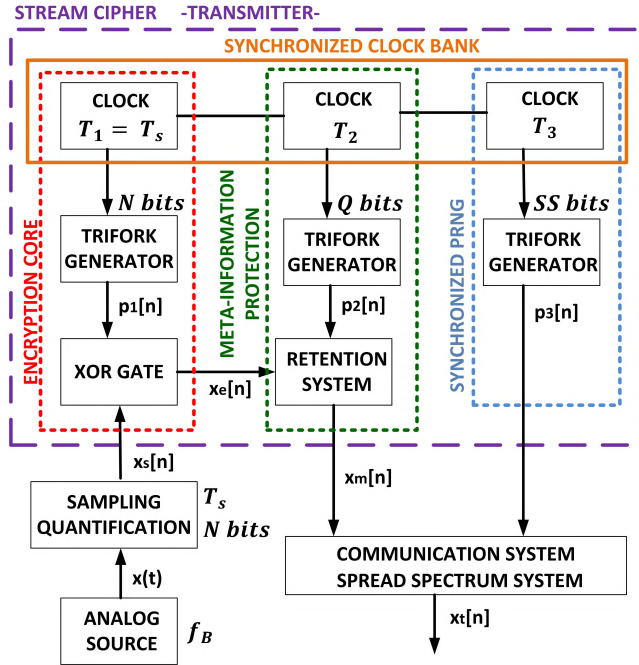 STREAM CIPHER -TRANSMITTER-
SYNCHRONIZED CLOCK BANK
CLOCK
T₁ = Tₛ
CLOCK
T₂
CLOCK
T₃
N bits
Q bits
SS bits
ENCRYPTION CORE
META-INFORMATION
PROTECTION
SYNCHRONIZED PRNG
TRIFORK
GENERATOR
TRIFORK
GENERATOR
TRIFORK
GENERATOR
p1[n]
p2[n]
p3[n]
XOR GATE
xe[n]
RETENTION
SYSTEM
xs[n]
xm[n]
SAMPLING
QUANTIFICATION
Tₛ
N bits
x(t)
ANALOG
SOURCE
f_B
COMMUNICATION SYSTEM
SPREAD SPECTRUM SYSTEM
xt[n]